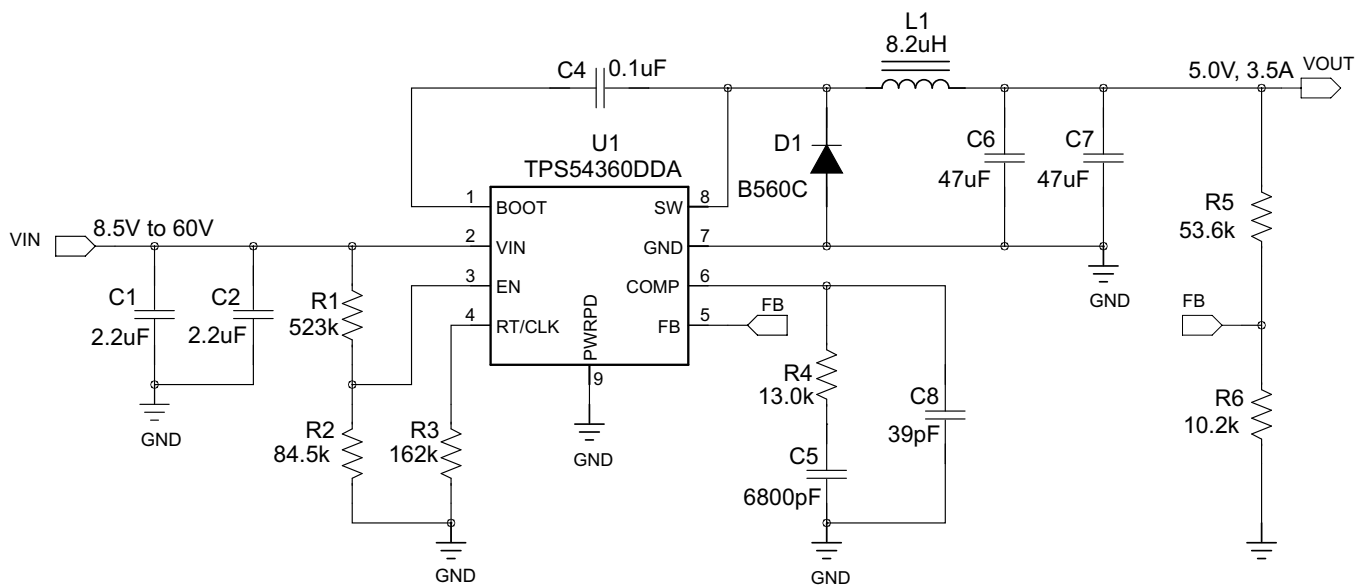 L1
8.2uH
C4
0.1uF
5.0V, 3.5A
VOUT
U1
TPS54360DDA
D1
B560C
C6
47uF
C7
47uF
R5
53.6k
1
BOOT
SW
8
VIN
8.5V to 60V
2
VIN
GND
7
3
EN
COMP
6
4
RT/CLK
FB
5
FB
PWRPD
9
GND
FB
C1
2.2uF
C2
2.2uF
R1
523k
GND
R2
84.5k
R3
162k
GND
GND
R4
13.0k
C8
39pF
C5
6800pF
GND
R6
10.2k